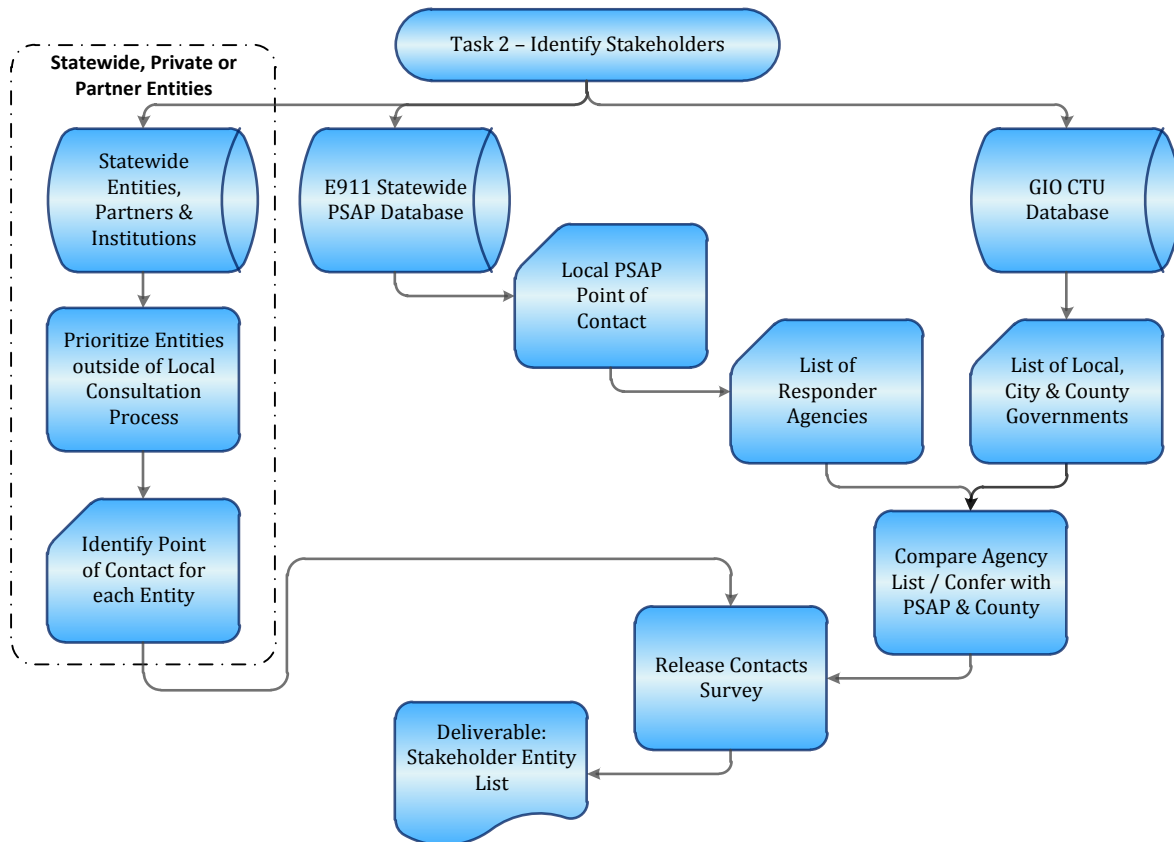 Task 2 – Identify Stakeholders
Statewide, Private or
Partner Entities
Statewide
Entities,
Partners &
Institutions
E911 Statewide
PSAP Database
GIO CTU
Database
Local PSAP
Point of
Contact
Prioritize Entities
outside of Local
Consultation
Process
List of
Responder
Agencies
List of Local,
City & County
Governments
Identify Point
of Contact for
each Entity
Compare Agency
List / Confer with
PSAP & County
Release Contacts
Survey
Deliverable:
Stakeholder Entity
List